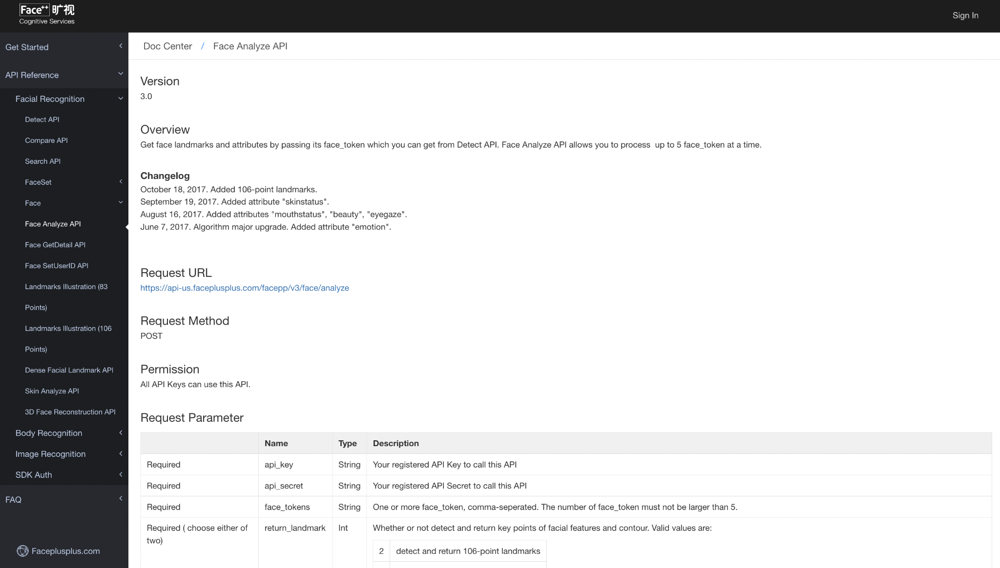 Face++ 旷视
Cognitive Services
Sign In
Get Started
API Reference
Facial Recognition
Detect API
Compare API
Search API
FaceSet
Face
Face Analyze API
Face GetDetail API
Face SetUserID API
Landmarks Illustration (83
Points)
Landmarks Illustration (106
Points)
Dense Facial Landmark API
Skin Analyze API
3D Face Reconstruction API
Body Recognition
Image Recognition
SDK Auth
FAQ
Faceplusplus.com
Doc Center / Face Analyze API
Version
3.0
Overview
Get face landmarks and attributes by passing its face_token which you can get from Detect API. Face Analyze API allows you to process  up to 5 face_token at a time.
Changelog
October 18, 2017. Added 106-point landmarks.
September 19, 2017. Added attribute "skinstatus".
August 16, 2017. Added attributes "mouthstatus", "beauty", "eyegaze".
June 7, 2017. Algorithm major upgrade. Added attribute "emotion".
Request URL
https://api-us.faceplusplus.com/facepp/v3/face/analyze
Request Method
POST
Permission
All API Keys can use this API.
Request Parameter
Name Type Description
Required api_key String Your registered API Key to call this API
Required api_secret String Your registered API Secret to call this API
Required face_tokens String One or more face_token, comma-seperated. The number of face_token must not be larger than 5.
Required ( choose either of return_landmark Int Whether or not detect and return key points of facial features and contour. Valid values are:
two)
2 detect and return 106-point landmarks